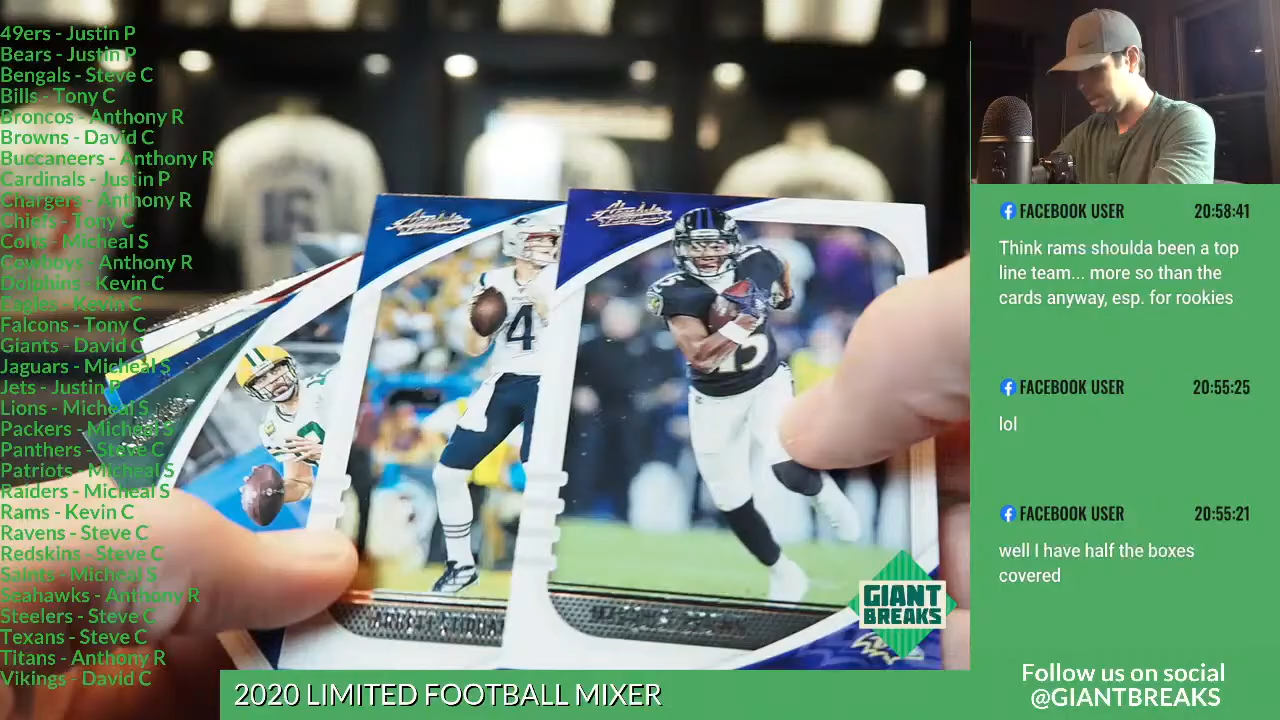 49ers - Justin P
Bears - Justin P
Bengals - Steve C
Bills - Tony C
Broncos - Anthony R
Browns - David C
Buccaneers - Anthony R
Cardinals - Justin P
Chargers - Anthony R
Chiefs - Tony C
Colts - Micheal S
Cowboys - Anthony R
Dolphins - Kevin C
Eagles - Kevin C
Falcons - Tony C
Giants - David C
Jaguars - Micheal S
Jets - Justin P
Lions - Micheal S
Packers - Micheal S
Panthers - Steve C
Patriots - Micheal S
Raiders - Micheal S
Rams - Kevin C
Ravens - Steve C
Redskins - Steve C
Saints - Micheal S
Seahawks - Anthony R
Steelers - Steve C
Texans - Steve C
Titans - Anthony R
Vikings - David C
16
Absolute
4
Absolute
15
GIANT
BREAKS
2020 LIMITED FOOTBALL MIXER
FACEBOOK USER 20:58:41
Think rams shoulda been a top
line team... more so than the
cards anyway, esp. for rookies
FACEBOOK USER 20:55:25
lol
FACEBOOK USER 20:55:21
well I have half the boxes
covered
Follow us on social
@GIANTBREAKS